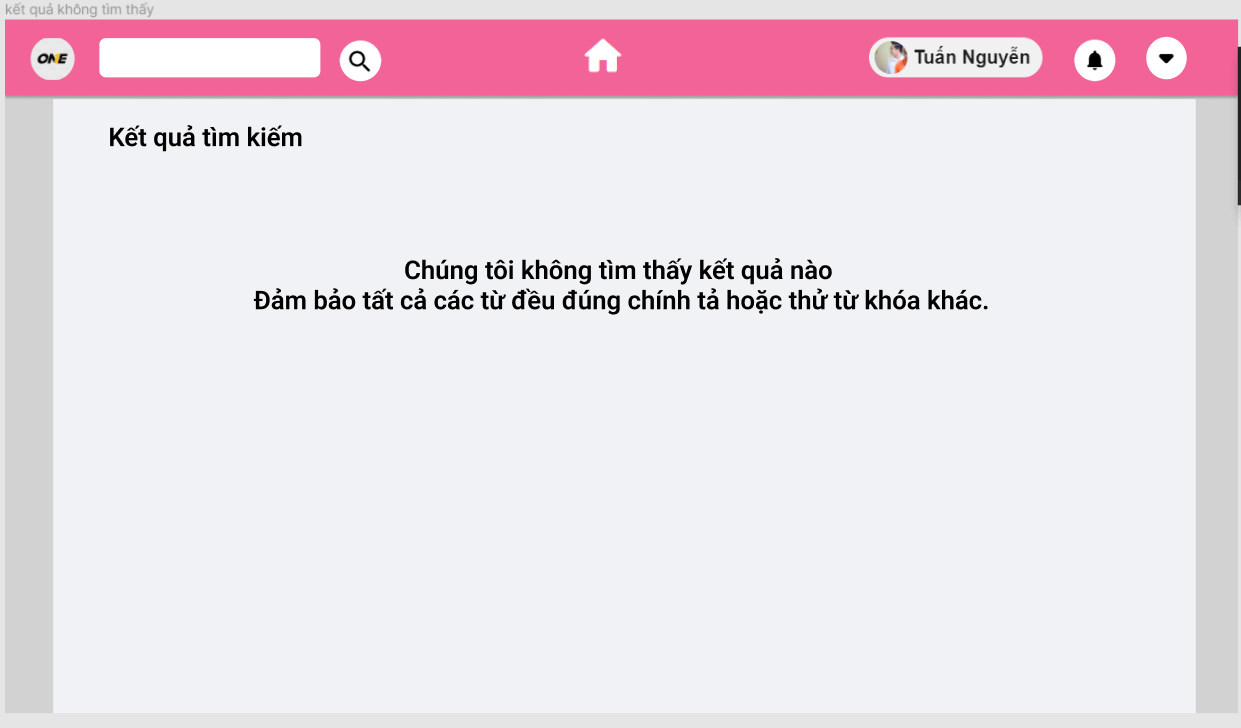 kết quả không tìm thấy
ONE
Tuấn Nguyễn
Kết quả tìm kiếm
Chúng tôi không tìm thấy kết quả nào
Đảm bảo tất cả các từ đều đúng chính tả hoặc thử từ khóa khác.